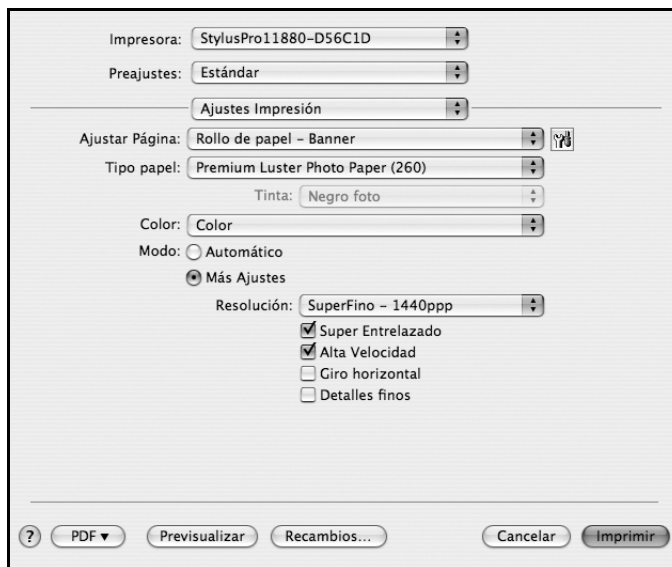 Impresora: StylusPro11880-D56C1D
Preajustes: Estándar
Ajustes Impresión
Ajustar Página: Rollo de papel - Banner
Tipo papel: Premium Luster Photo Paper (260)
Tinta: Negro foto
Color: Color
Modo: Automático
Más Ajustes
Resolución: SuperFino - 1440ppp
Super Entrelazado
Alta Velocidad
Giro horizontal
Detalles finos
? PDF▼ Previsualizar Recambios... Cancelar Imprimir